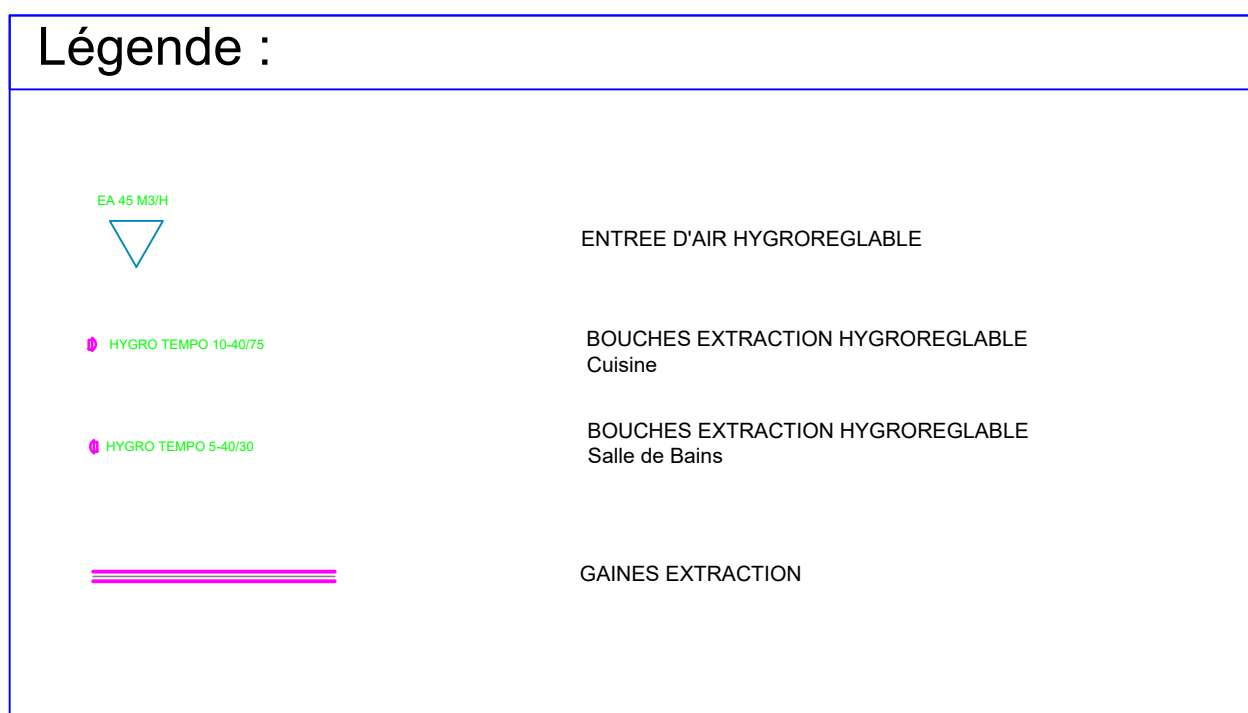 Légende :
EA 45 M3/H
ENTREE D'AIR HYGROREGLABLE
HYGRO TEMPO 10-40/75
BOUCHES EXTRACTION HYGROREGLABLE
Cuisine
HYGRO TEMPO 5-40/30
BOUCHES EXTRACTION HYGROREGLABLE
Salle de Bains
GAINES EXTRACTION